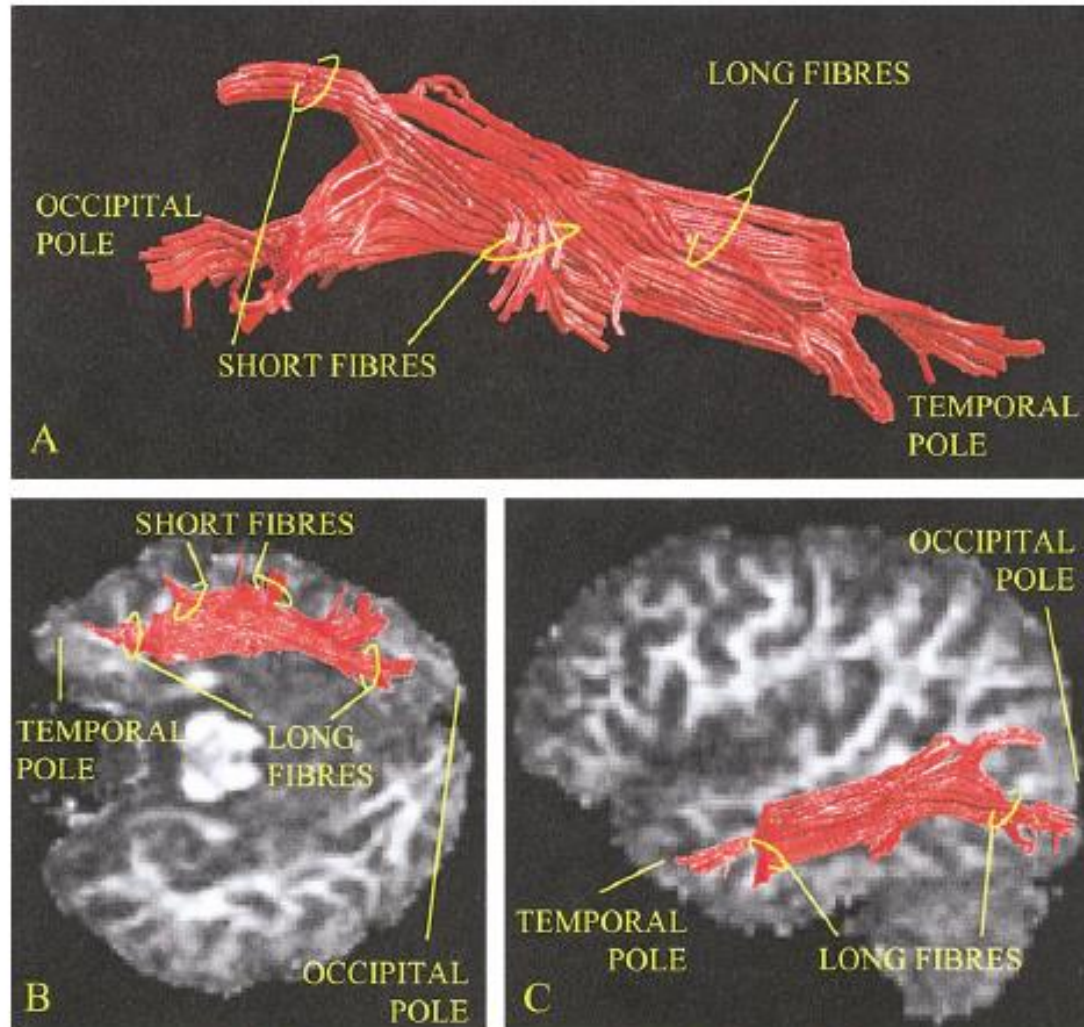 LONG FIBRES
OCCIPITAL
POLE
SHORT FIBRES
TEMPORAL
POLE
A
SHORT FIBRES
TEMPORAL
POLE
LONG
FIBRES
OCCIPITAL
POLE
B
OCCIPITAL
POLE
TEMPORAL
POLE
LONG FIBRES
C